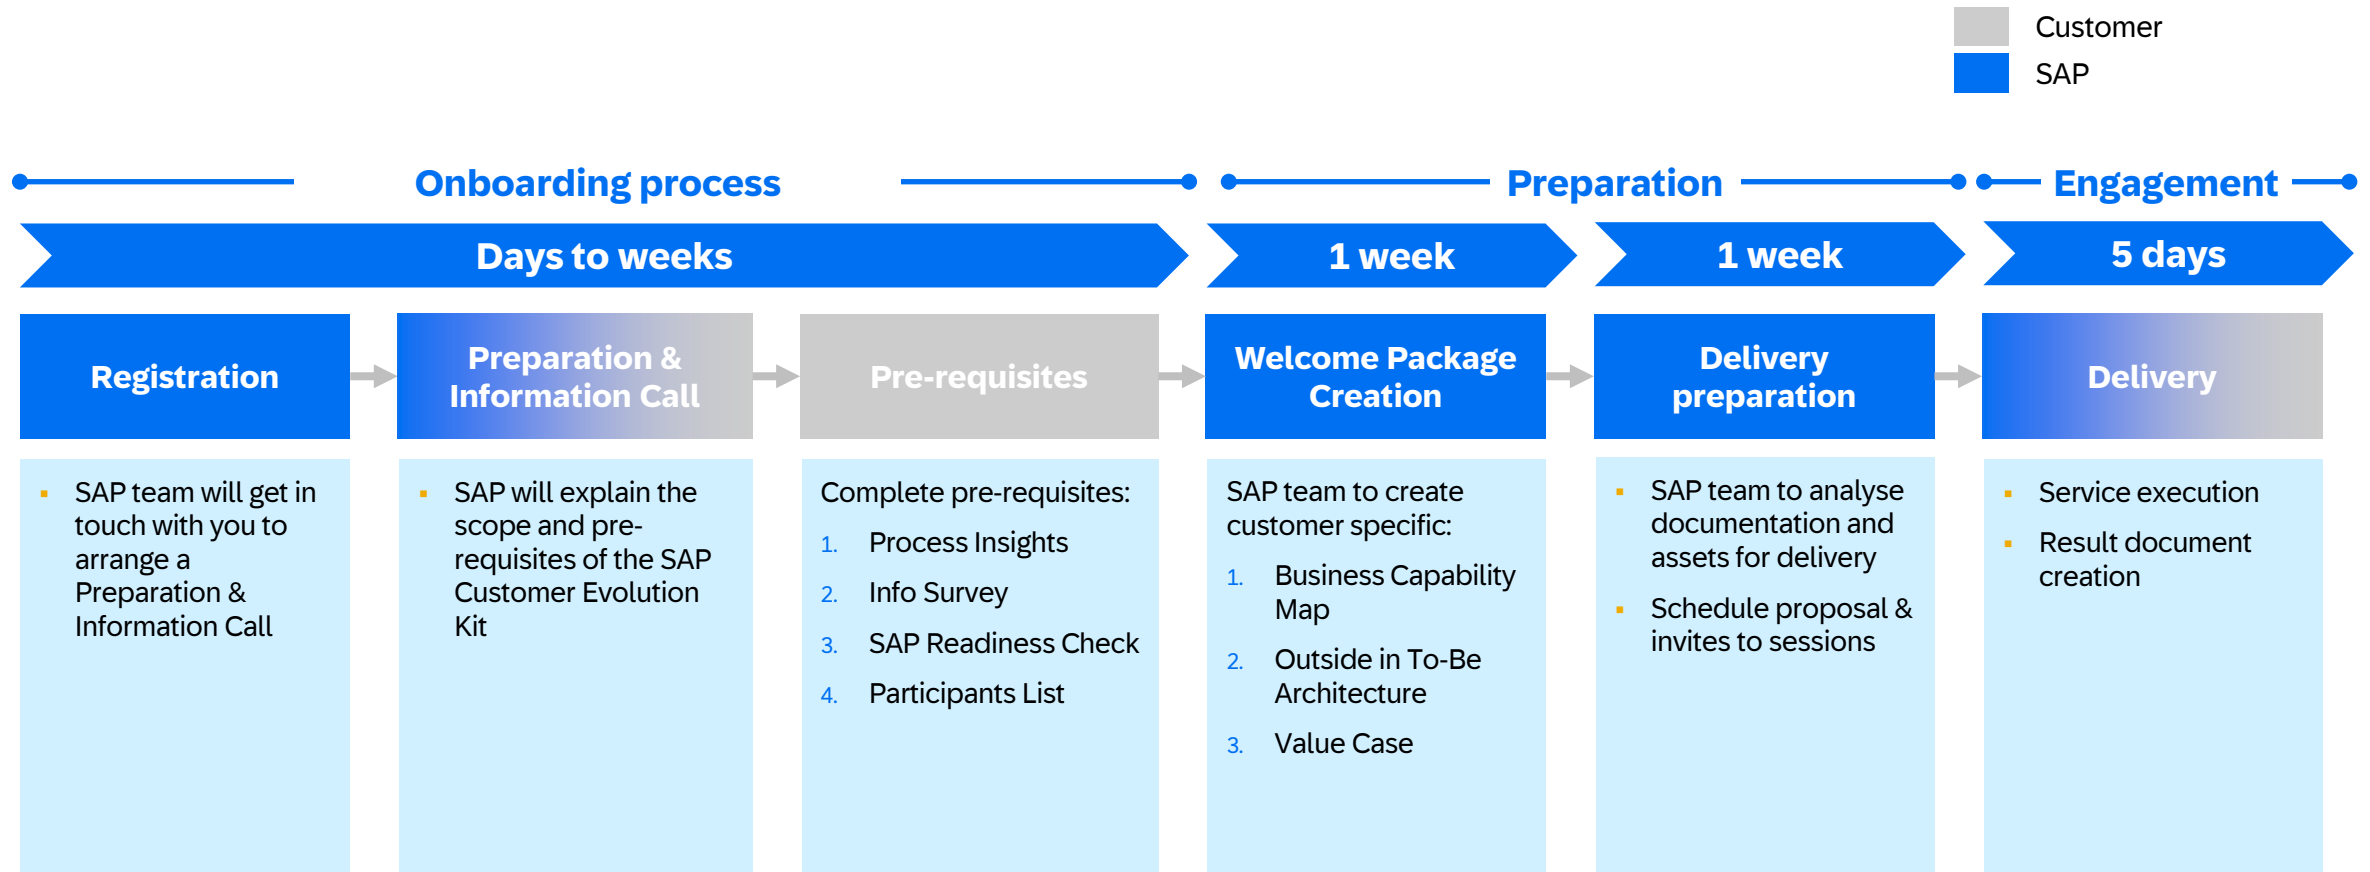 Customer
SAP
Onboarding process
Preparation
Engagement
Days to weeks
1 week
1 week
5 days
Registration
Preparation &
Information Call
Pre-requisites
Welcome Package
Creation
Delivery
preparation
Delivery
▪ SAP team will get in
touch with you to
arrange a
Preparation &
Information Call
▪ SAP will explain the
scope and pre-
requisites of the SAP
Customer Evolution
Kit
Complete pre-requisites:
1. Process Insights
2. Info Survey
3. SAP Readiness Check
4. Participants List
SAP team to create
customer specific:
1. Business Capability
Map
2. Outside in To-Be
Architecture
3. Value Case
▪ SAP team to analyse
documentation and
assets for delivery
▪ Schedule proposal &
invites to sessions
▪ Service execution
▪ Result document
creation